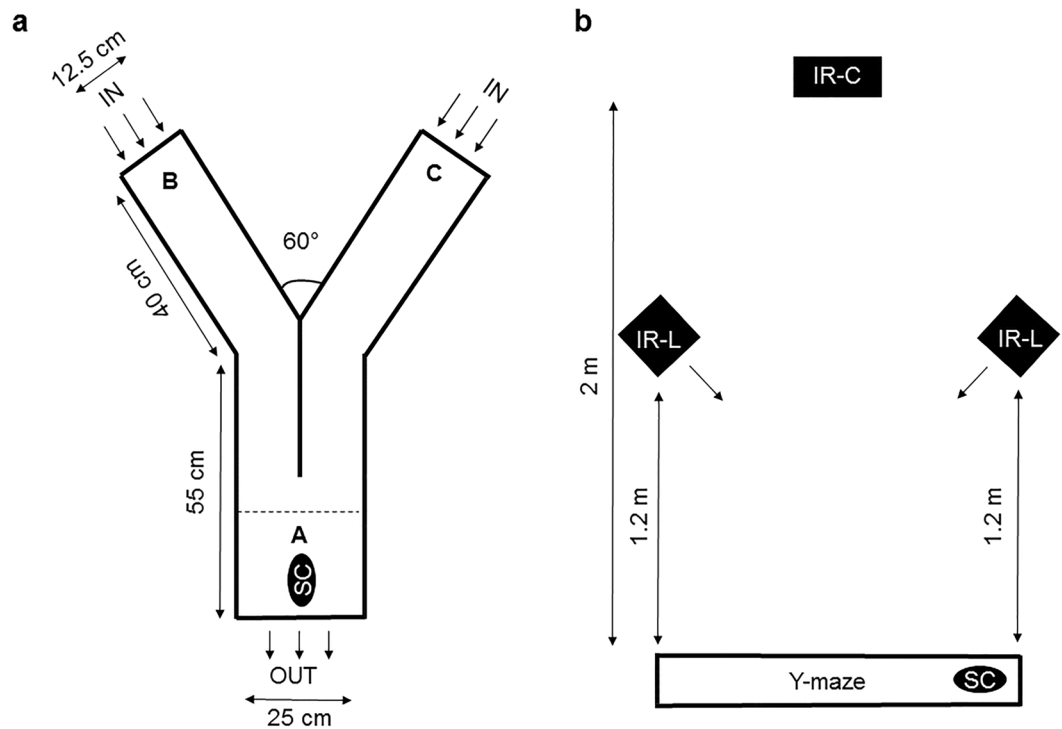 a
12.5 cm
IN
IN
B
C
60°
40 cm
55 cm
A
SC
OUT
25 cm
b
IR-C
2 m
IR-L
IR-L
1.2 m
1.2 m
Y-maze
SC